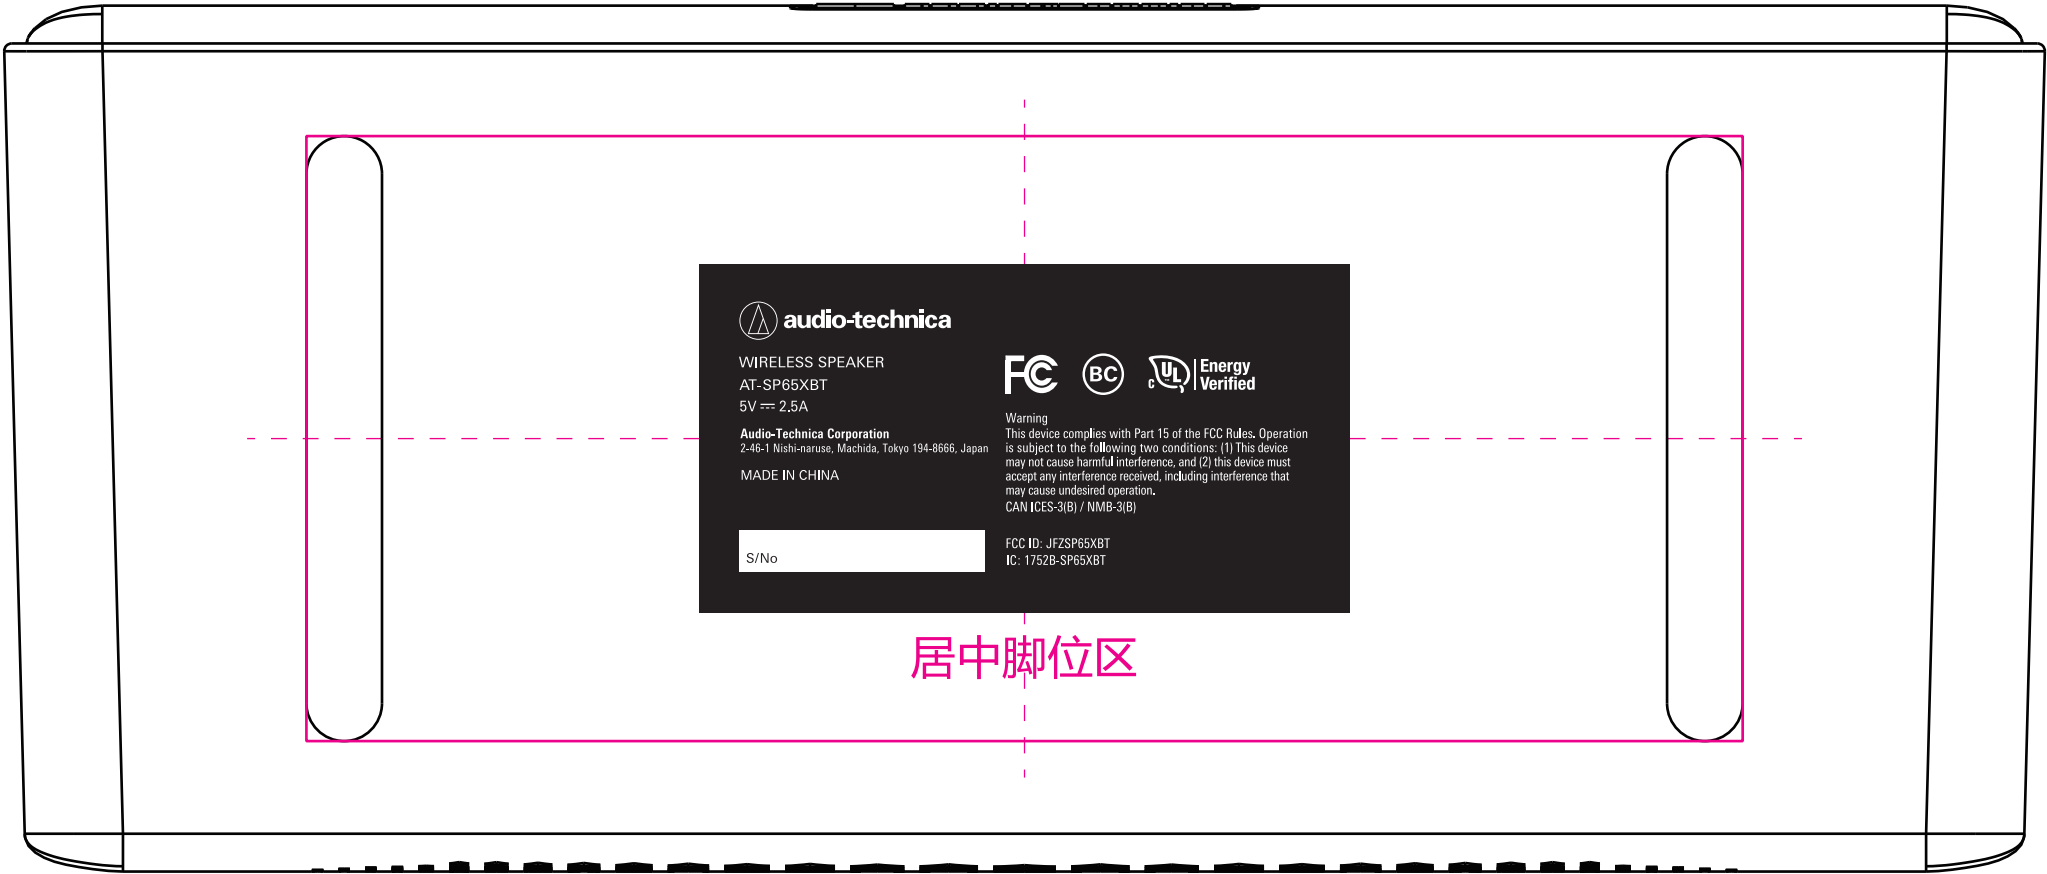 audio-technica
WIRELESS SPEAKER
AT-SP65XBT
5V ⎓ 2.5A
Audio-Technica Corporation
2-46-1 Nishi-naruse, Machida, Tokyo 194-8666, Japan
MADE IN CHINA
S/No
FC BC C UL Energy
Verified
Warning
This device complies with Part 15 of the FCC Rules. Operation
is subject to the following two conditions: (1) This device
may not cause harmful interference, and (2) this device must
accept any interference received, including interference that
may cause undesired operation.
CAN ICES-3(B) / NMB-3(B)
FCC ID: JFZSP65XBT
IC: 1752B-SP65XBT
居中脚位区